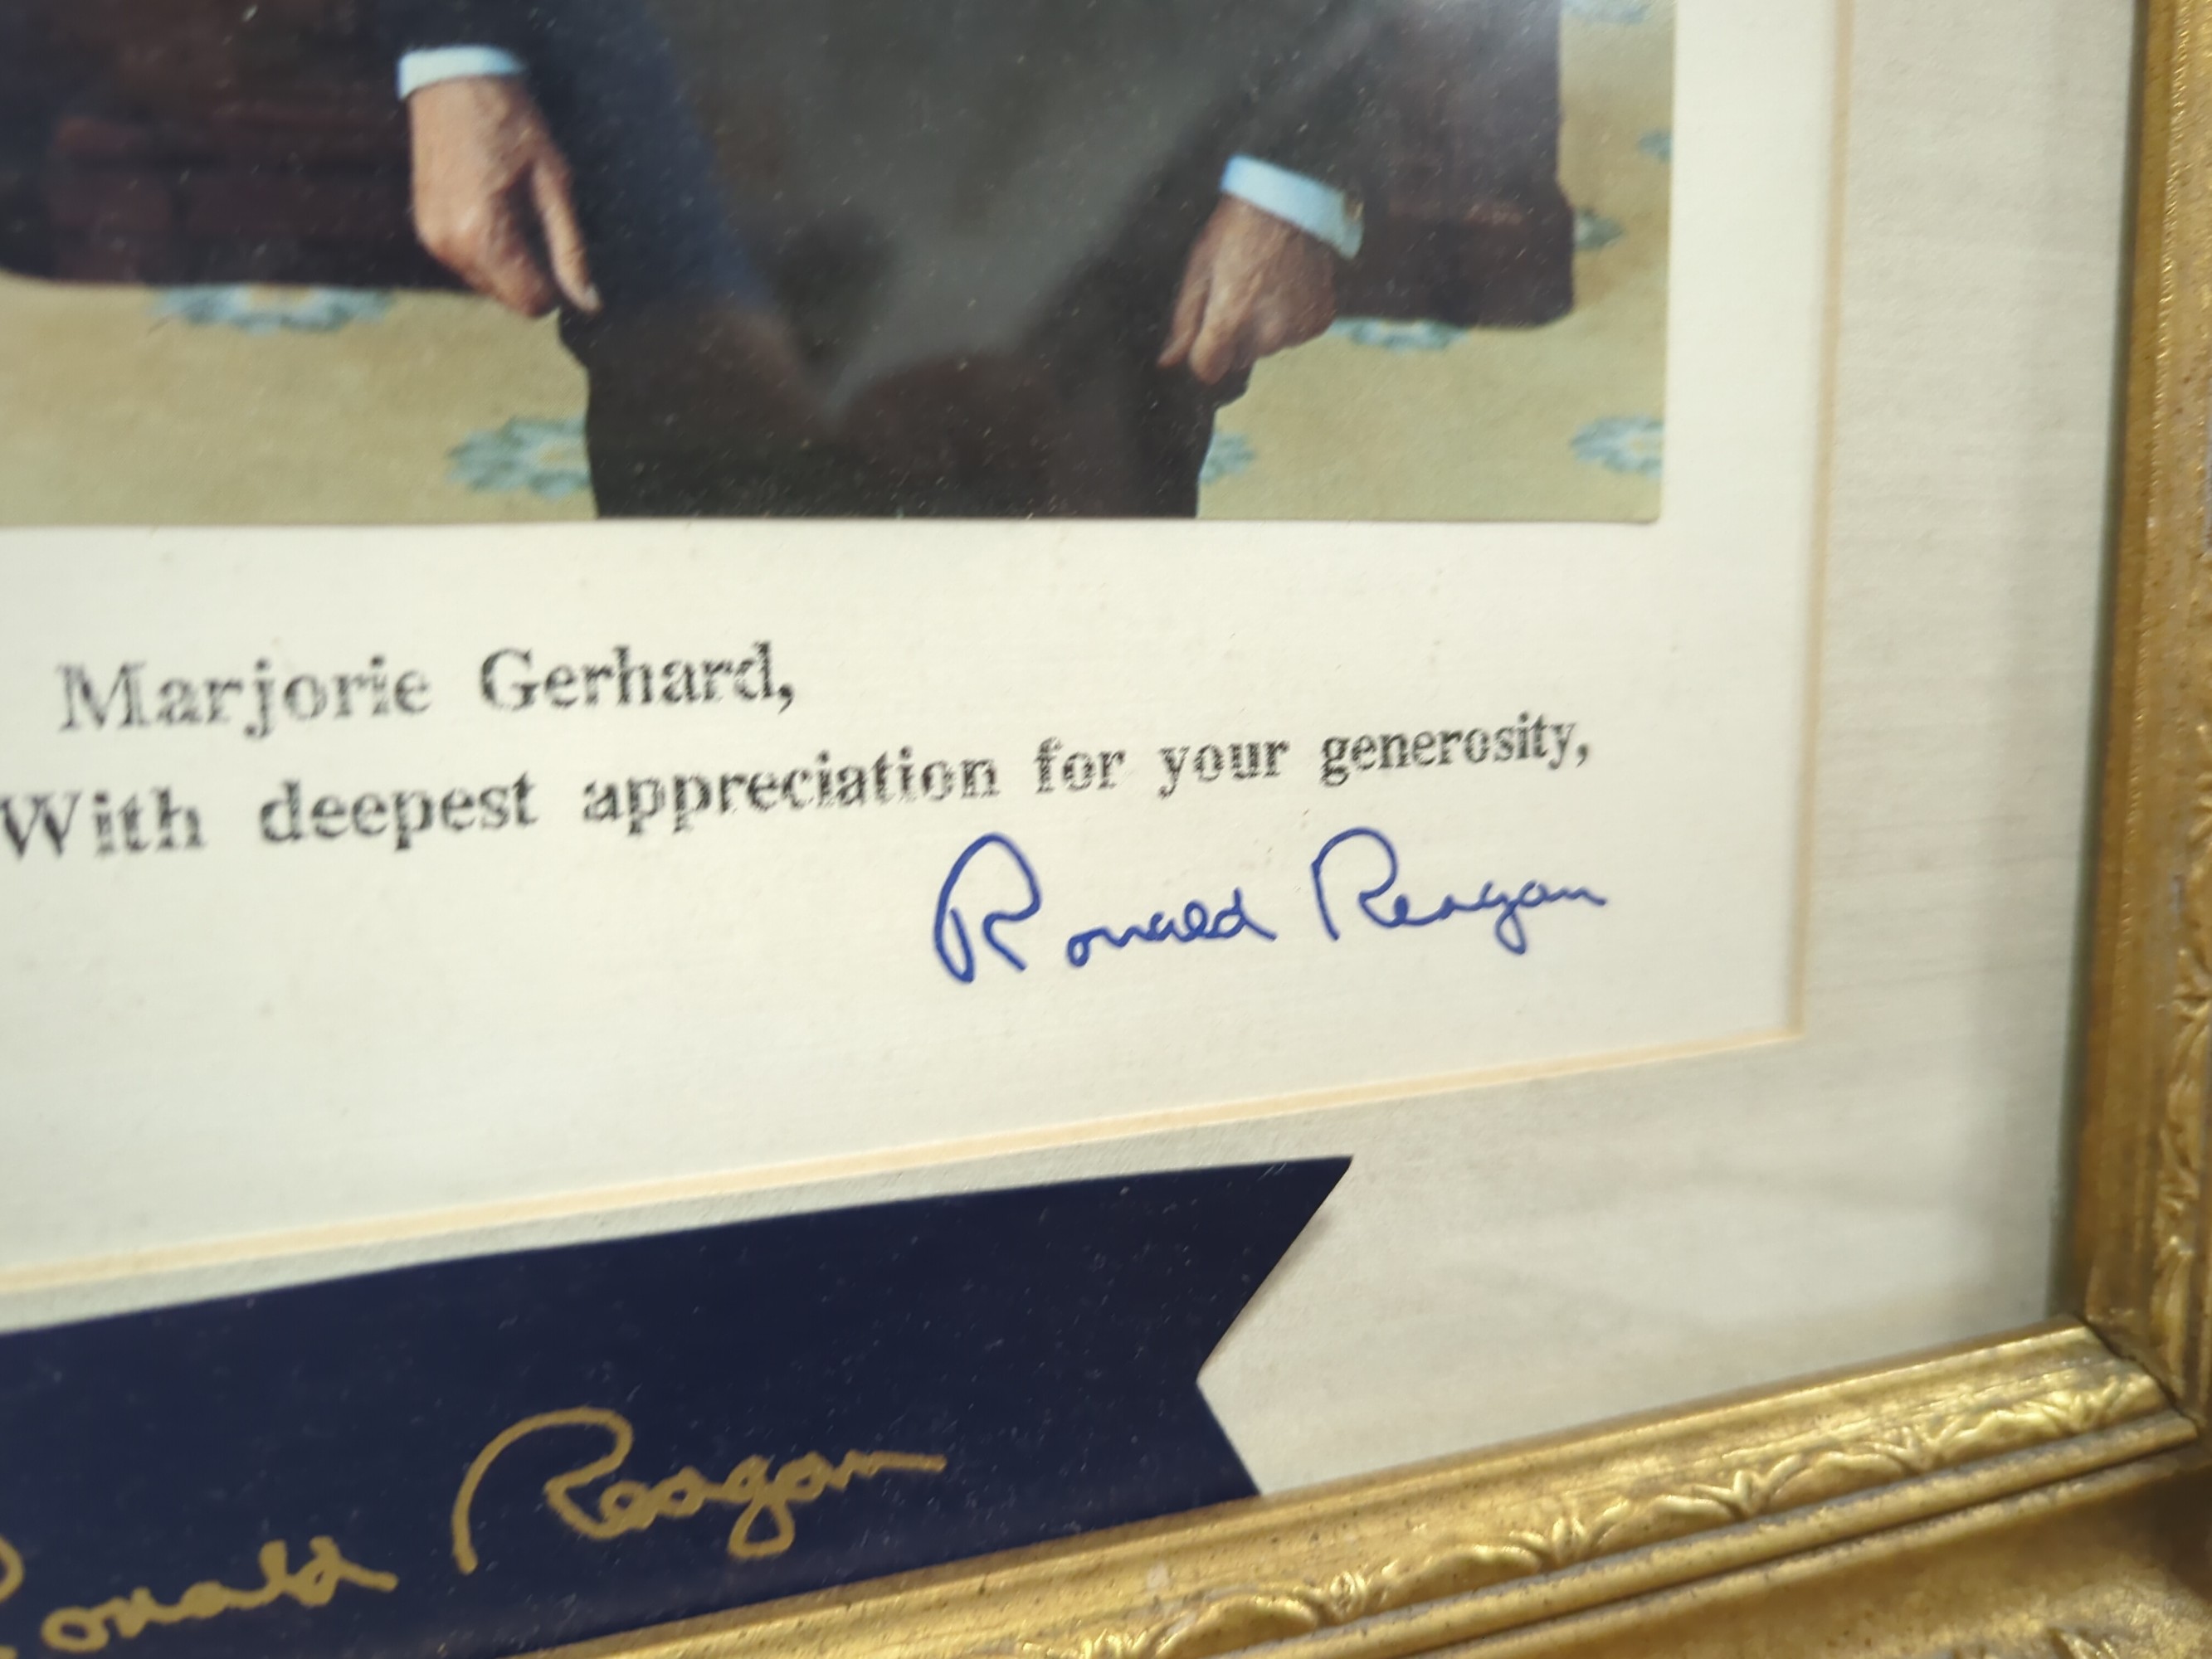 Marjorie Gerhard,
With deepest appreciation for your generosity,
Ronald Reagan
Ronald Reagan